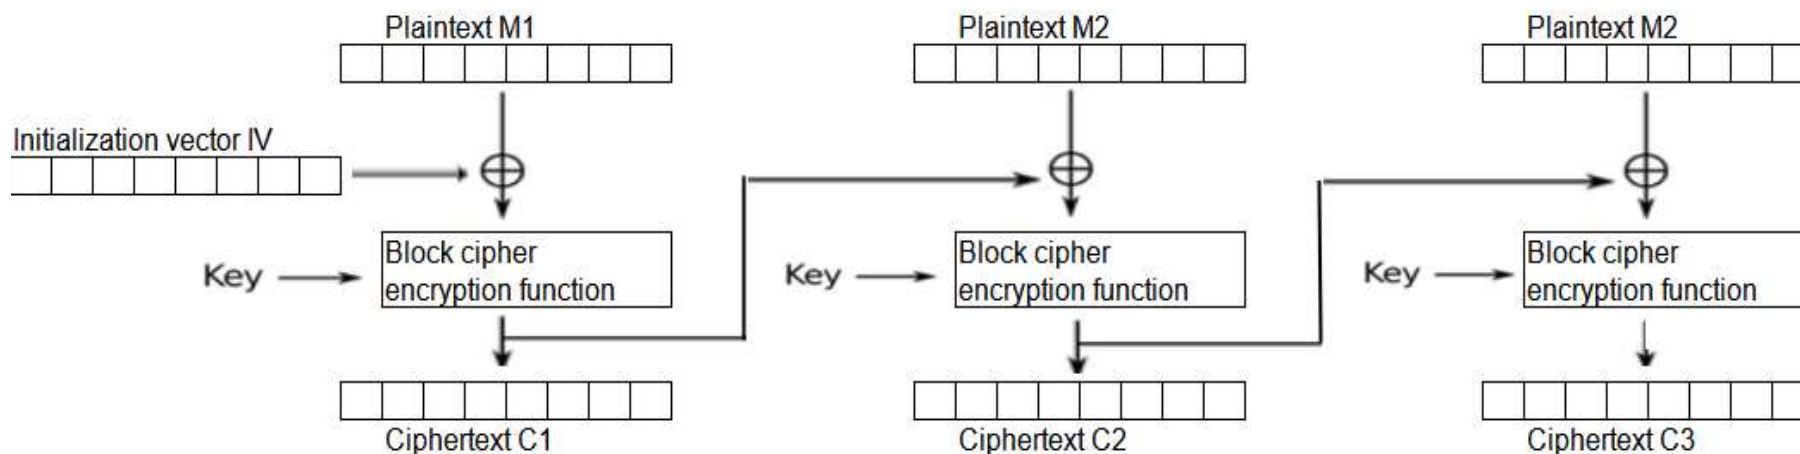 Plaintext M1
Plaintext M2
Plaintext M2
Initialization vector IV
Key
Block cipher
encryption function
Key
Block cipher
encryption function
Key
Block cipher
encryption function
Ciphertext C1
Ciphertext C2
Ciphertext C3